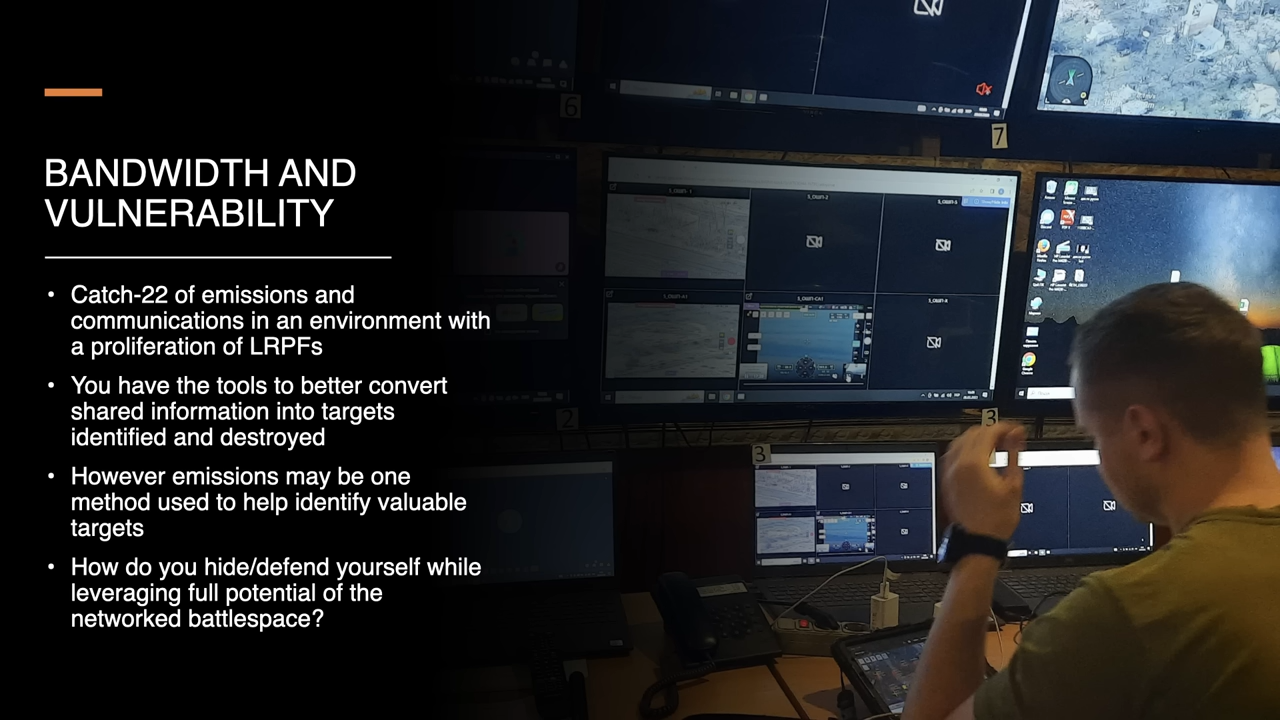 BANDWIDTH AND
VULNERABILITY
• Catch-22 of emissions and
communications in an environment with
a proliferation of LRPFs
• You have the tools to better convert
shared information into targets
identified and destroyed
• However emissions may be one
method used to help identify valuable
targets
• How do you hide/defend yourself while
leveraging full potential of the
networked battlespace?
6
7
2
3
3